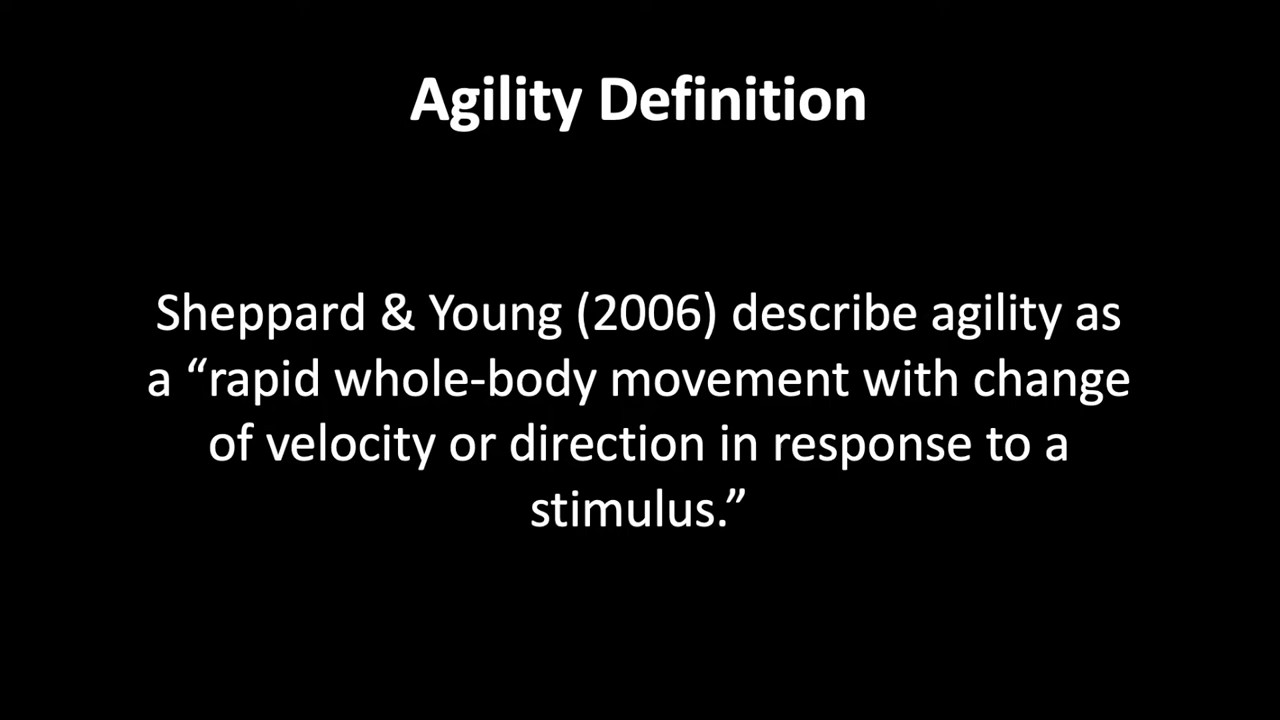 Agility Definition
Sheppard & Young (2006) describe agility as
a “rapid whole-body movement with change
of velocity or direction in response to a
stimulus.”